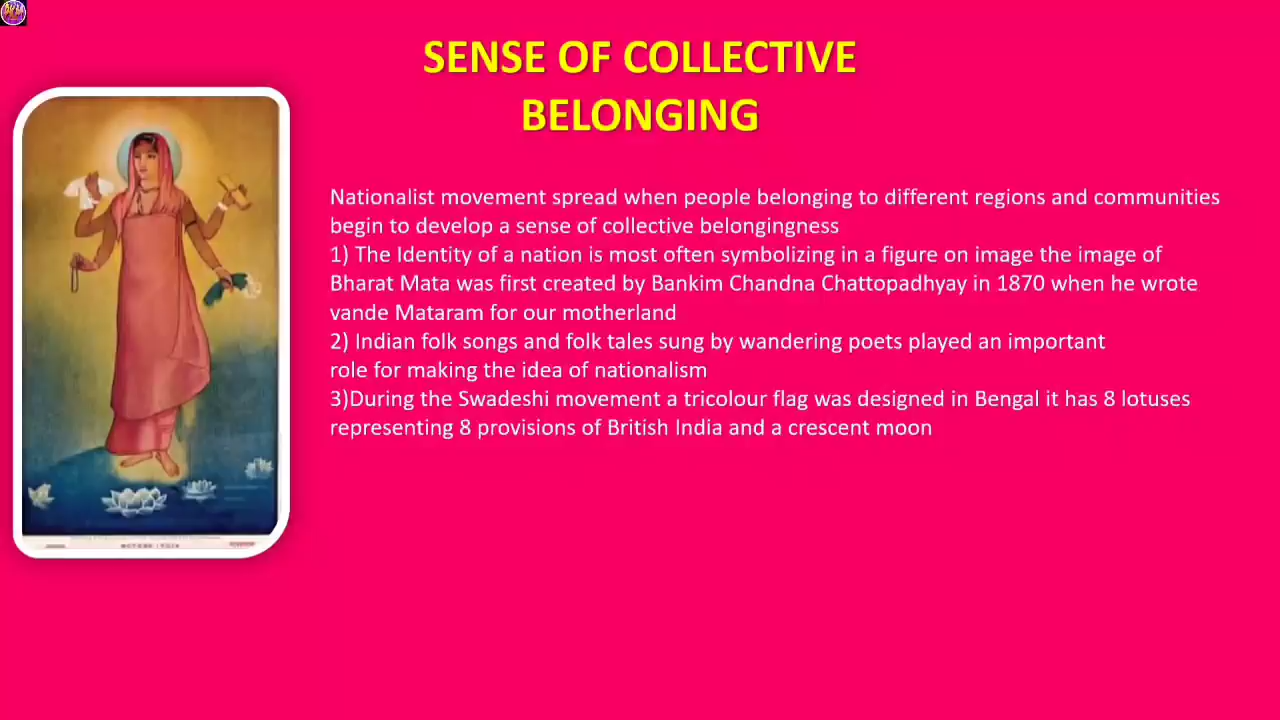 SENSE OF COLLECTIVE
BELONGING
Nationalist movement spread when people belonging to different regions and communities
begin to develop a sense of collective belongingness
1) The Identity of a nation is most often symbolizing in a figure on image the image of
Bharat Mata was first created by Bankim Chandna Chattopadhyay in 1870 when he wrote
vande Mataram for our motherland
2) Indian folk songs and folk tales sung by wandering poets played an important
role for making the idea of nationalism
3)During the Swadeshi movement a tricolour flag was designed in Bengal it has 8 lotuses
representing 8 provisions of British India and a crescent moon